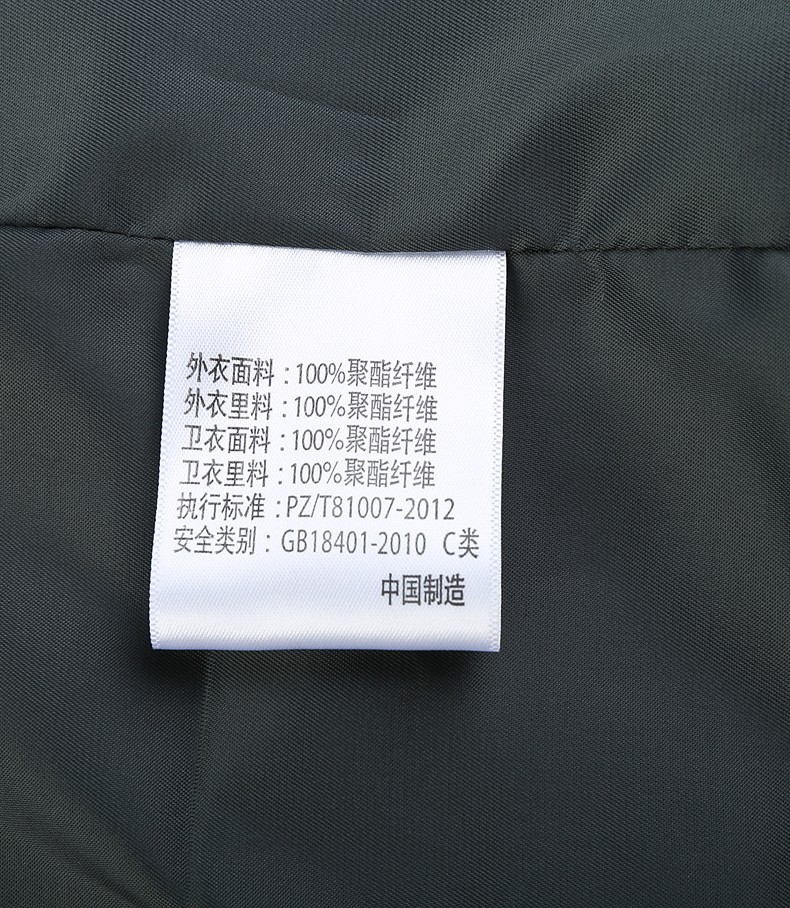 外衣面料：100%聚酯纤维
外衣里料：100%聚酯纤维
卫衣面料：100%聚酯纤维
卫衣里料：100%聚酯纤维
执行标准：PZ/T81007-2012
安全类别：GB18401-2010 C类
中国制造